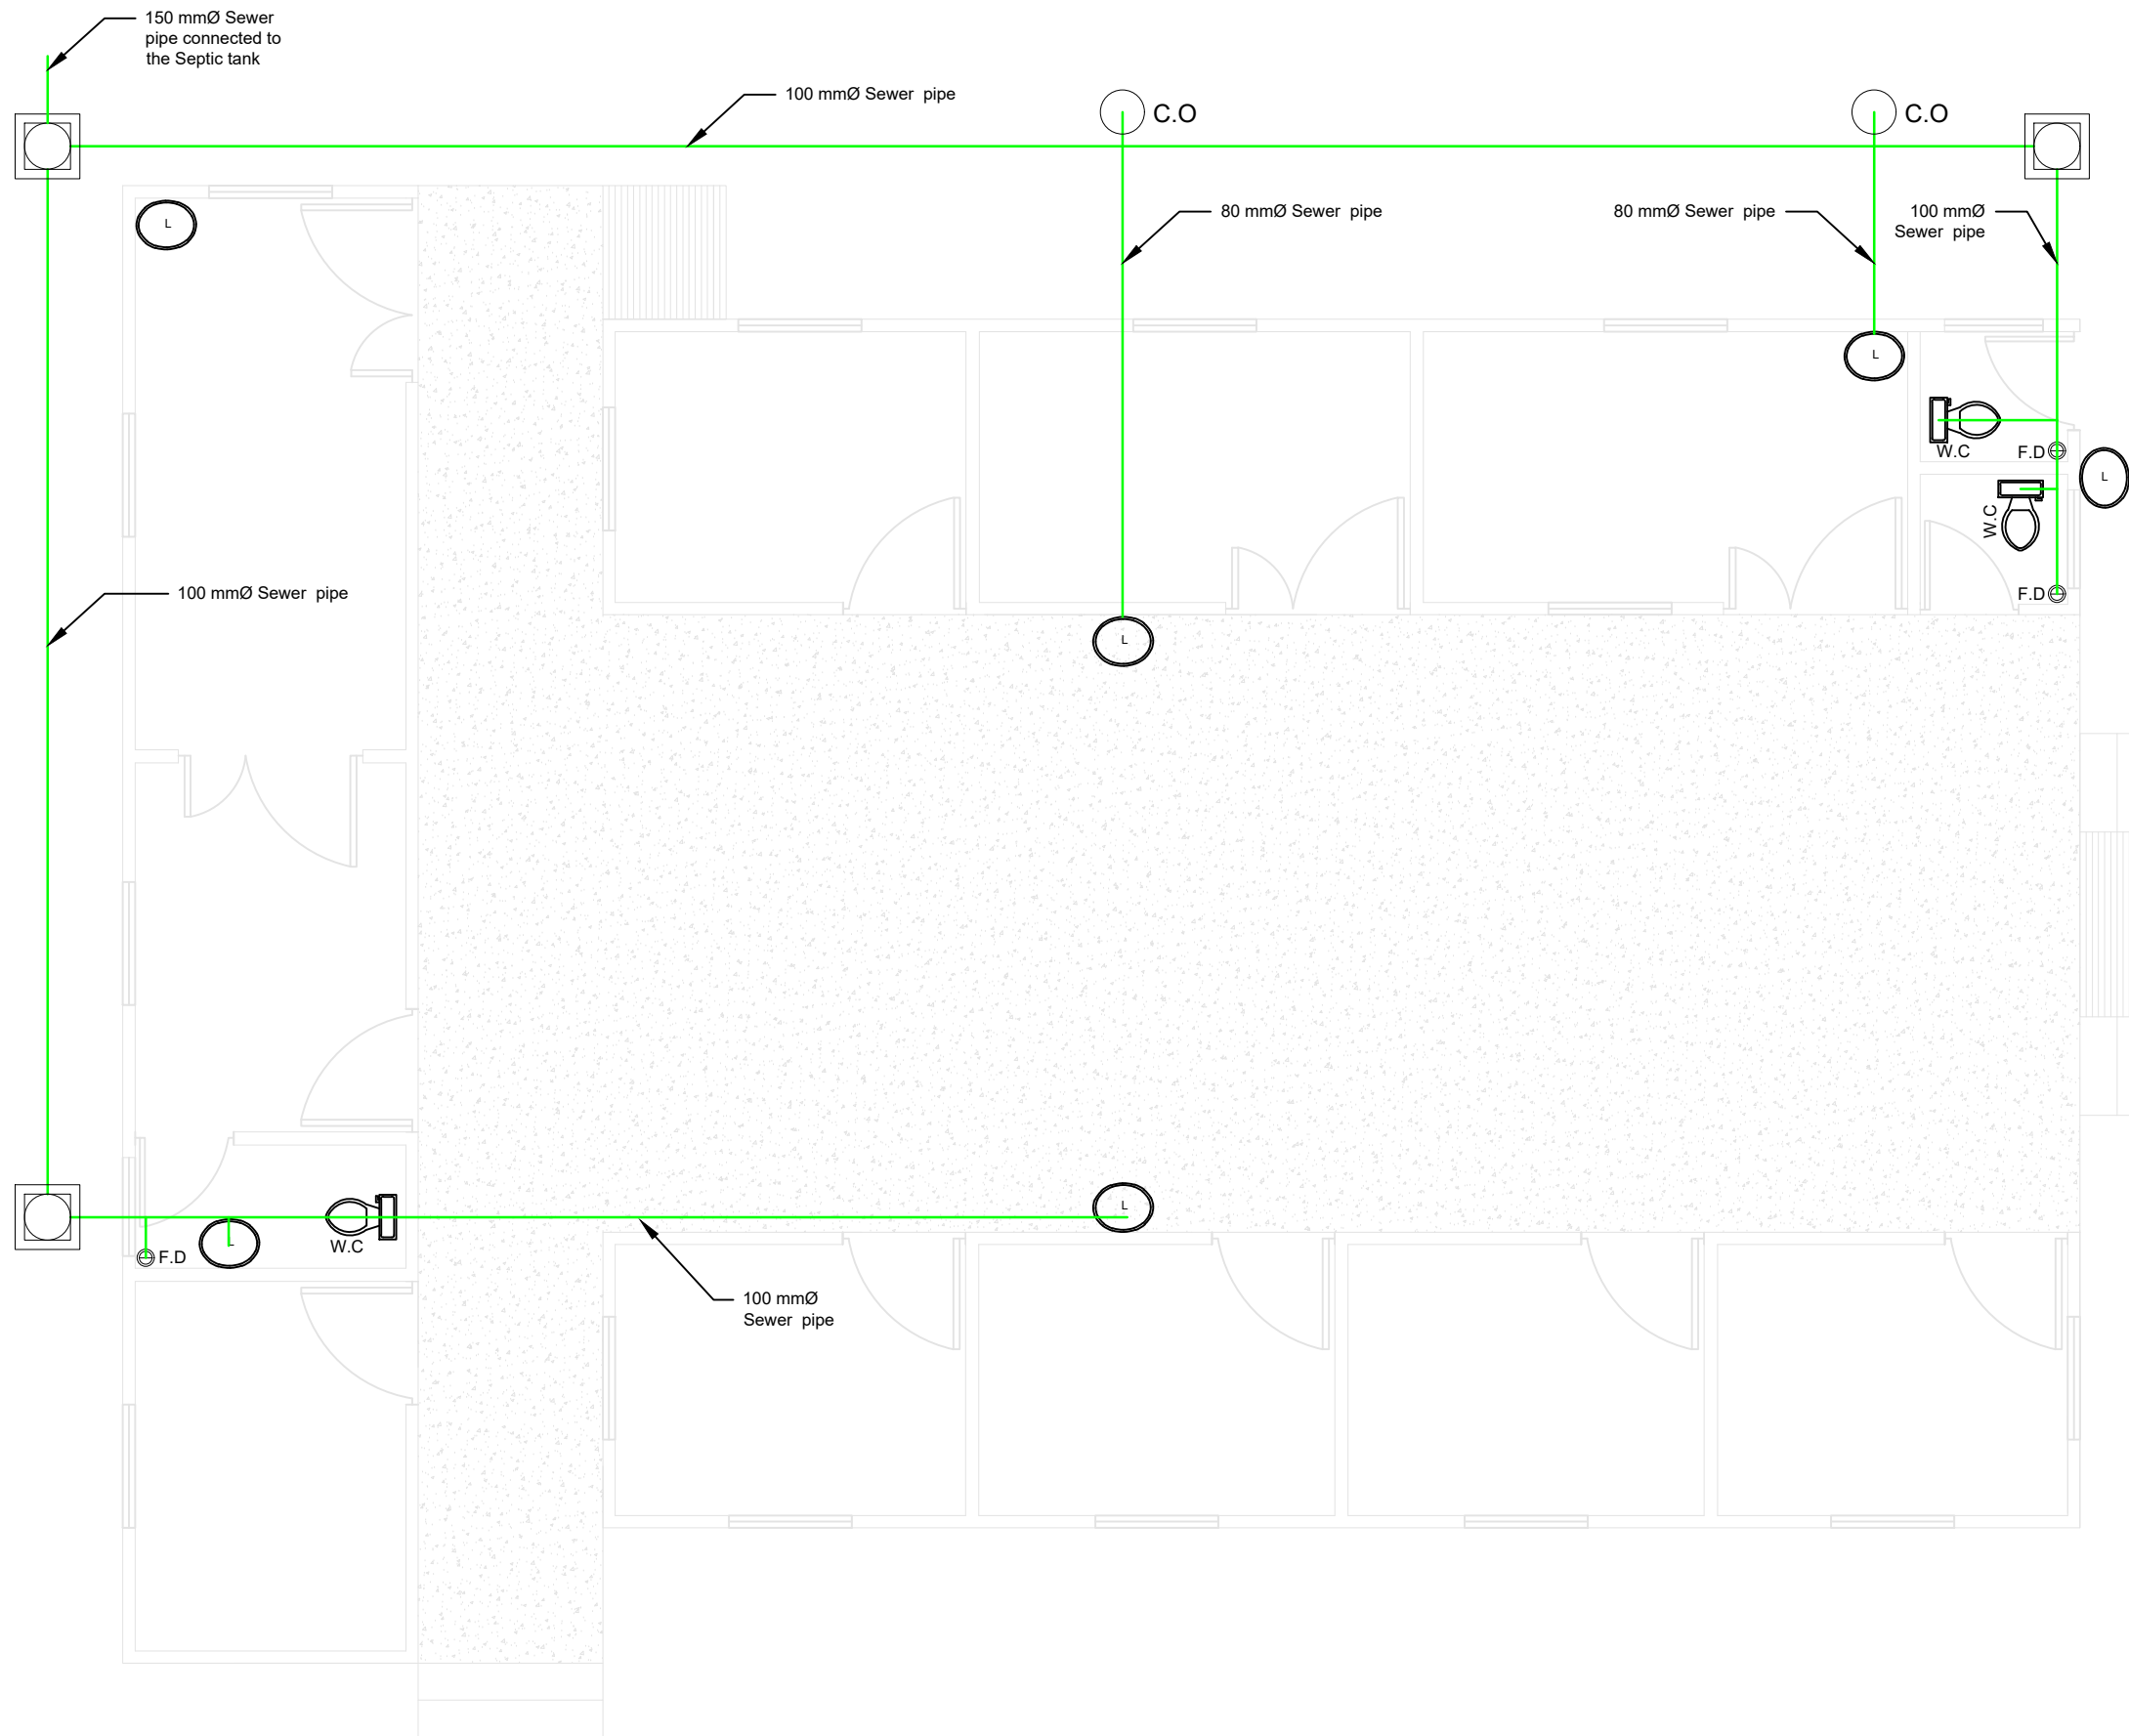 150 mmØ Sewer
pipe connected to
the Septic tank
100 mmØ Sewer pipe
C.O
C.O
80 mmØ Sewer pipe
80 mmØ Sewer pipe
100 mmØ
Sewer pipe
L
L
W.C
F.D
L
W.C
100 mmØ Sewer pipe
F.D
L
L
W.C
F.D
100 mmØ
Sewer pipe